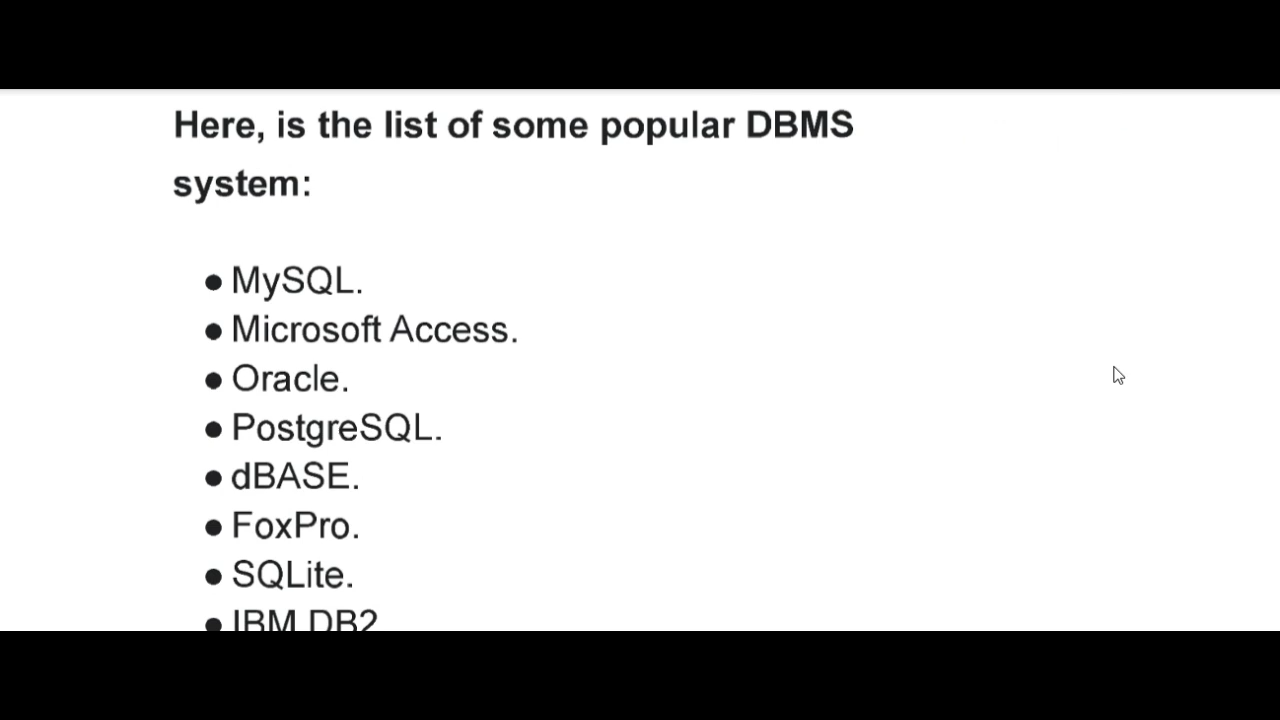 Here, is the list of some popular DBMS
system:
● MySQL.
● Microsoft Access.
● Oracle.
● PostgreSQL.
● dBASE.
● FoxPro.
● SQLite.
● IBM DB2